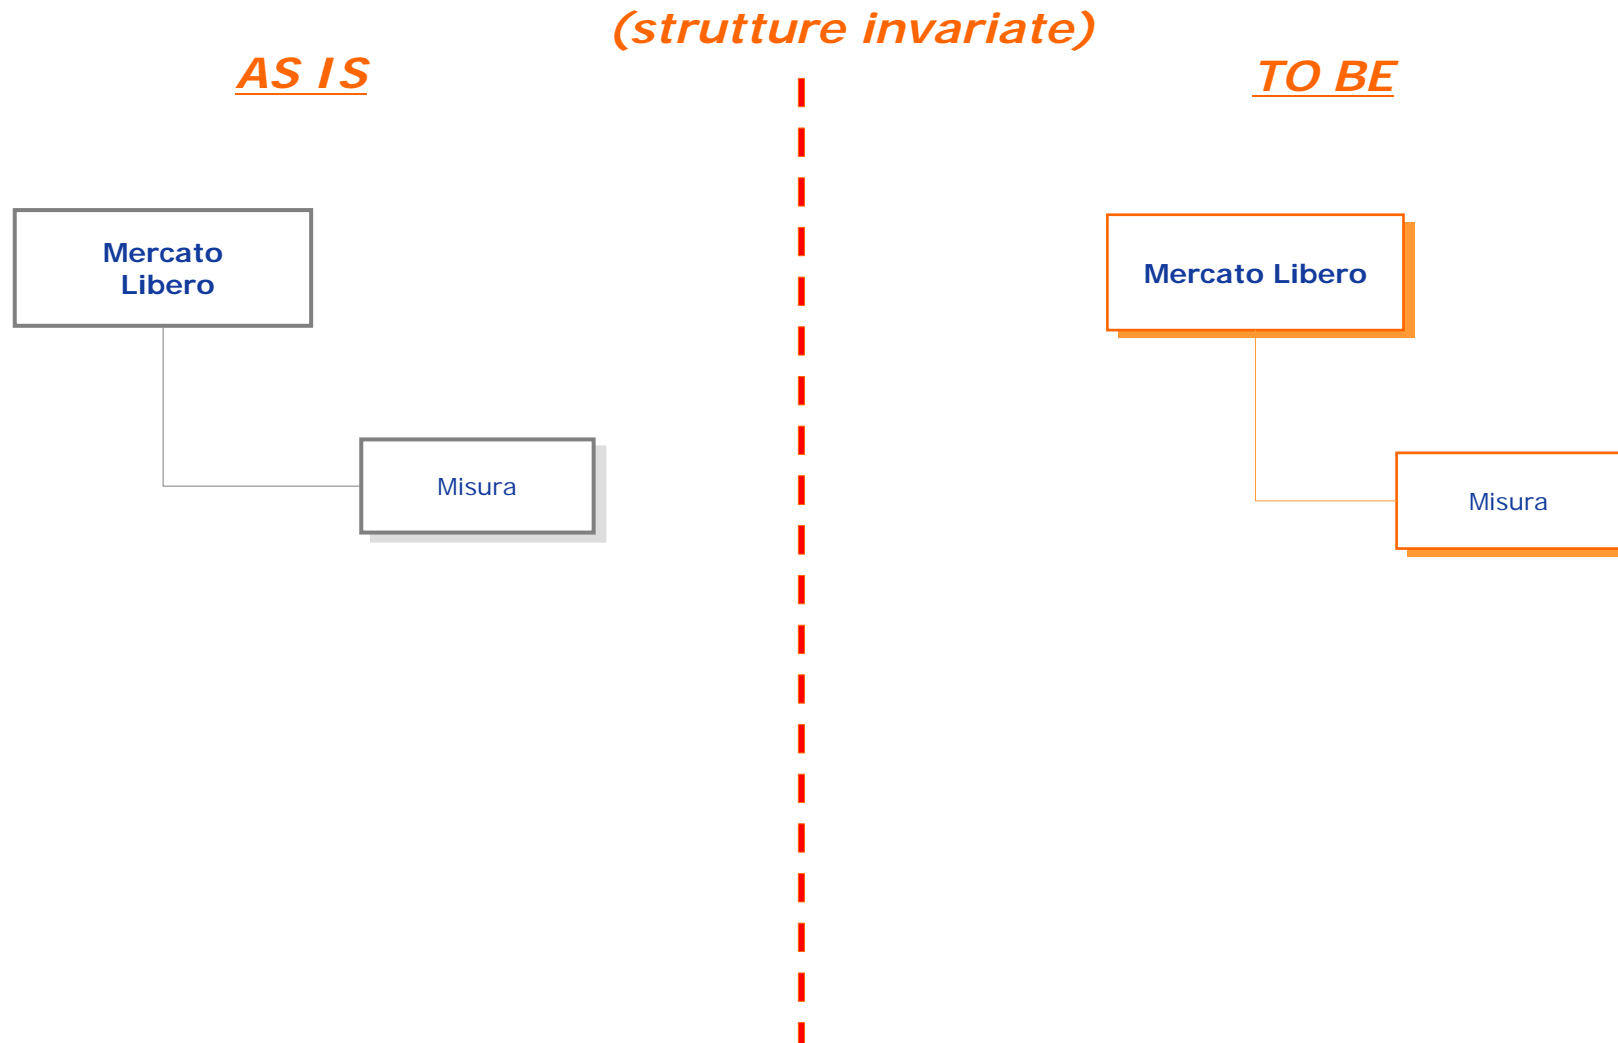 (strutture invariate)
AS IS
TO BE
Mercato
Libero
Mercato Libero
Misura
Misura